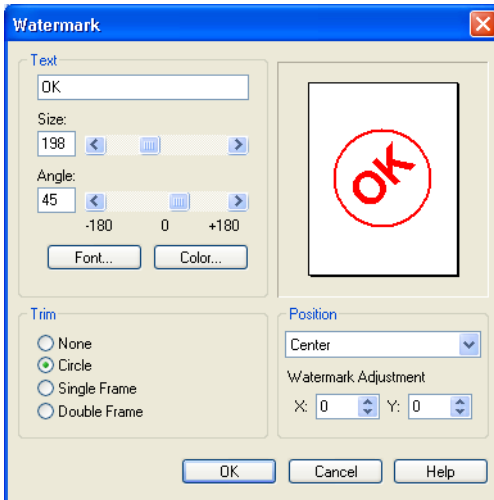 Watermark
Text
OK
Size:
198
Angle:
45
-180 0 +180
Font... Color...
OK
Trim
None
Circle
Single Frame
Double Frame
Position
Center
Watermark Adjustment
X: 0 Y: 0
OK Cancel Help